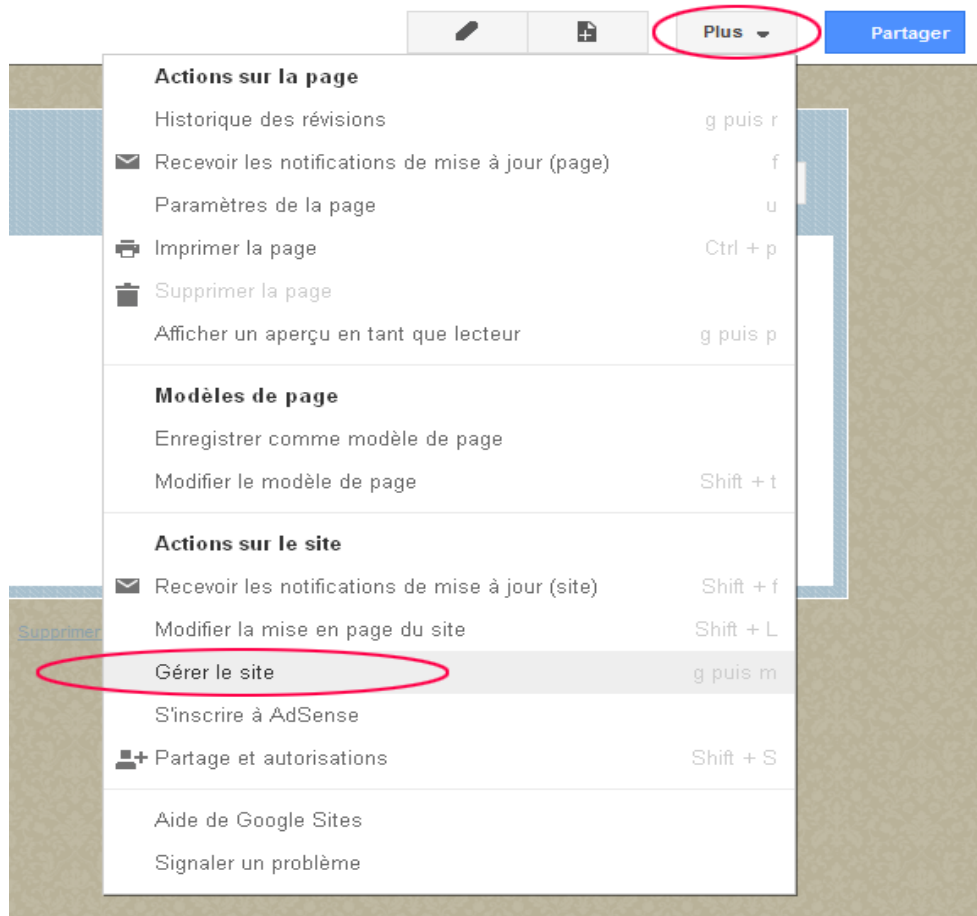 Plus
Partager
Actions sur la page
Historique des révisions g puis r
Recevoir les notifications de mise à jour (page) f
Paramètres de la page u
Imprimer la page Ctrl + p
Supprimer la page
Afficher un aperçu en tant que lecteur g puis p
Modèles de page
Enregistrer comme modèle de page
Modifier le modèle de page Shift + t
Actions sur le site
Recevoir les notifications de mise à jour (site) Shift + f
Supprimer
Modifier la mise en page du site Shift + L
Gérer le site g puis m
S'inscrire à AdSense
Partage et autorisations Shift + S
Aide de Google Sites
Signaler un problème